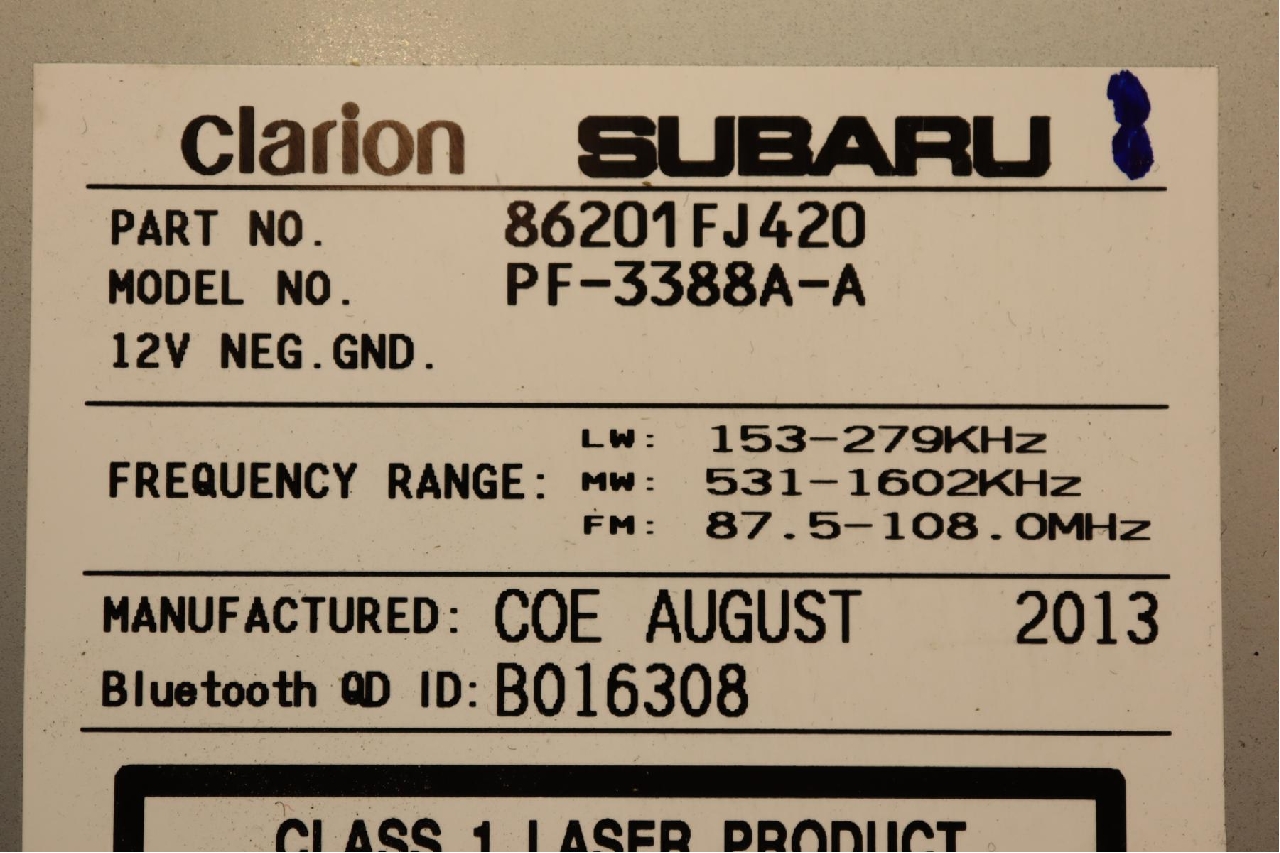 clarion SUBARU
PART NO. 86201FJ420
MODEL NO. PF-3388A-A
12V NEG.GND.
FREQUENCY RANGE: LW: 153-279KHz
MW: 531-1602KHz
FM: 87.5-108.0MHz
MANUFACTURED: COE AUGUST 2013
Bluetooth QD ID: B016308
CLASS 1 LASER PRODUCT